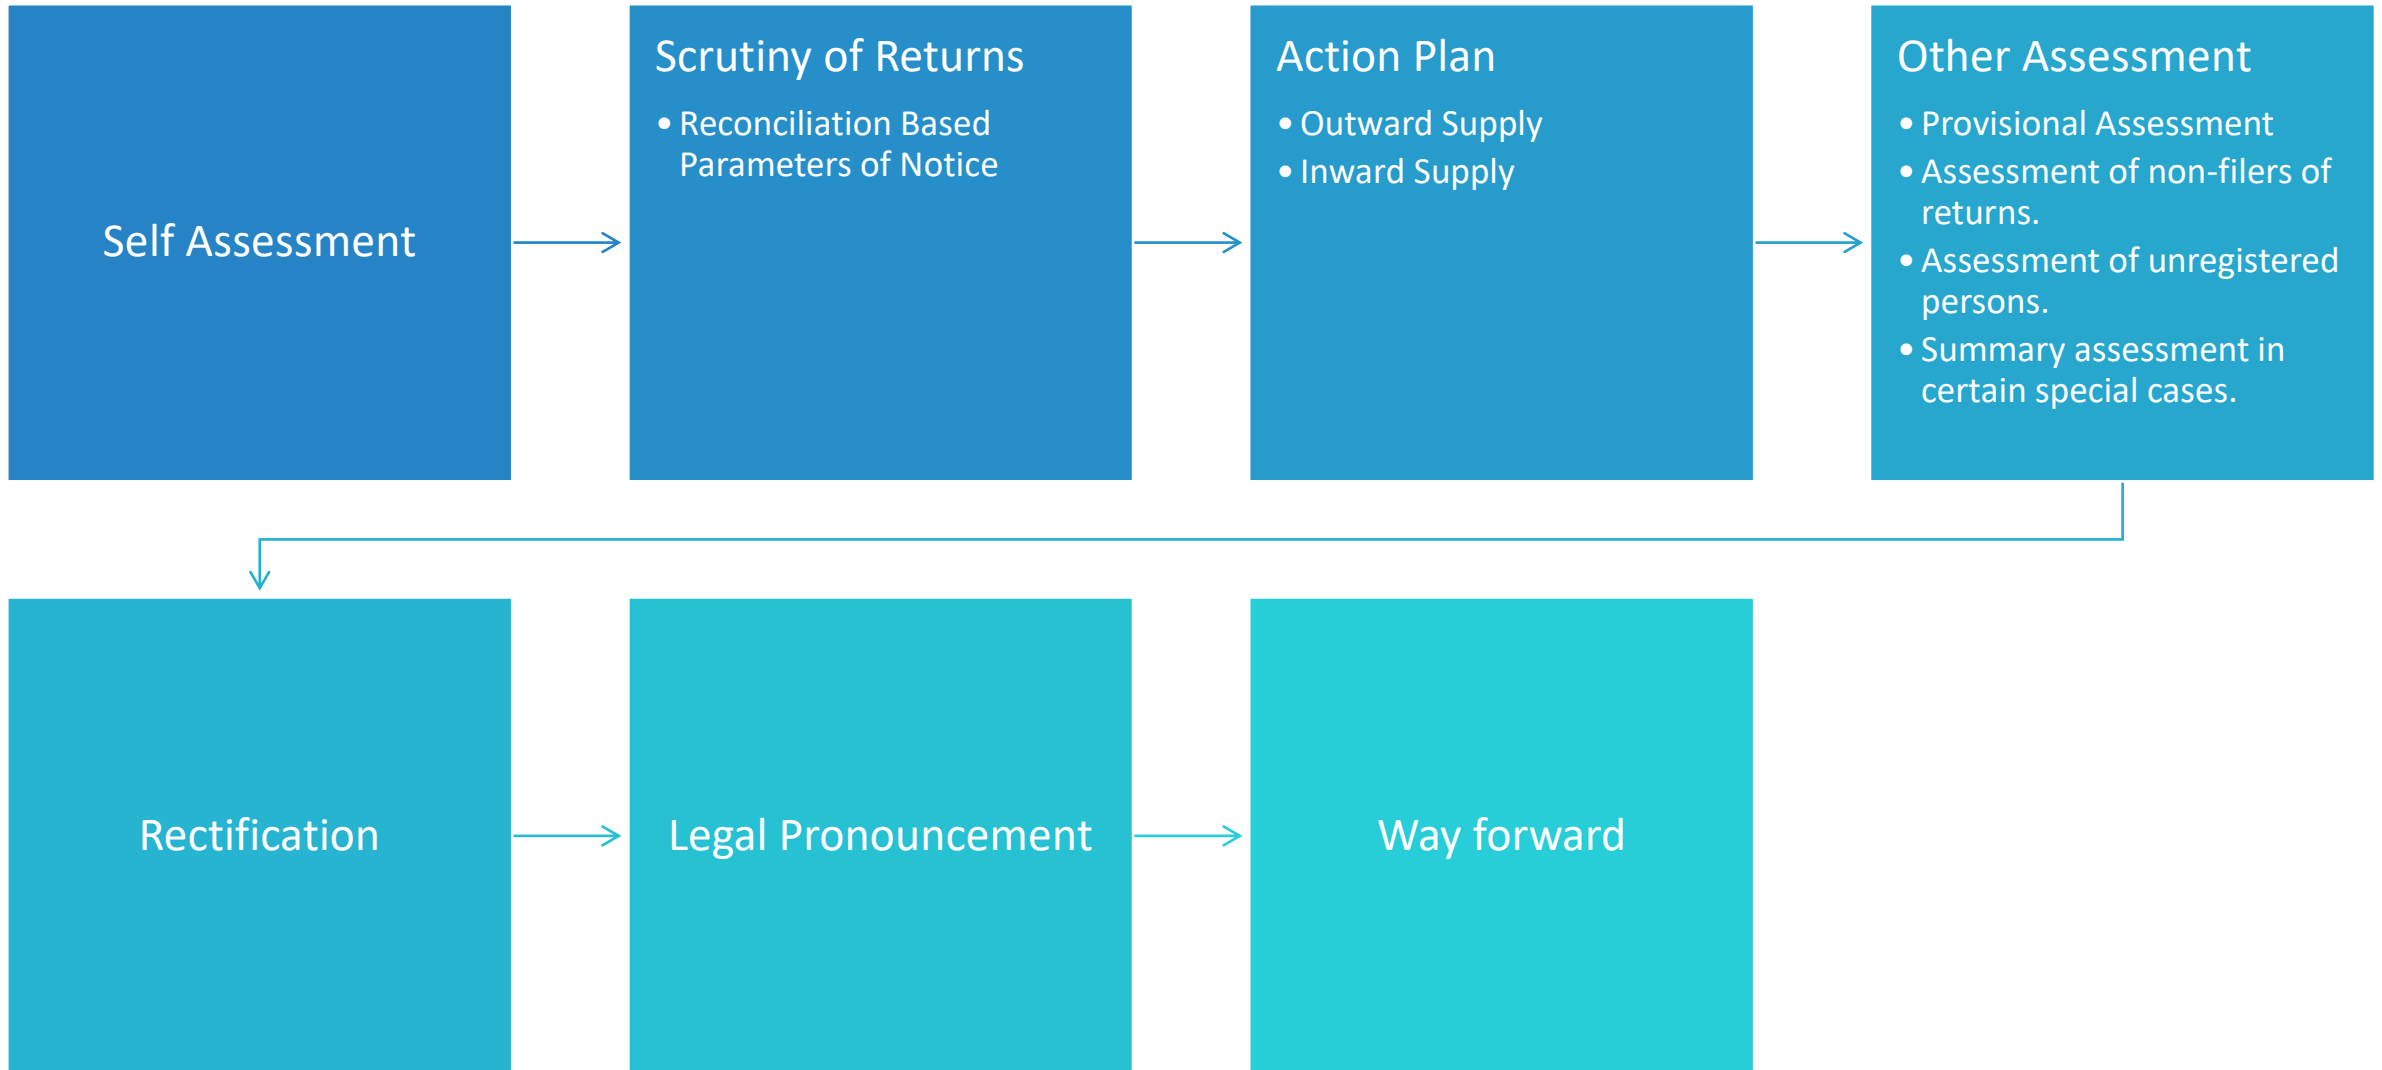 Self Assessment
Scrutiny of Returns
• Reconciliation Based
Parameters of Notice
Action Plan
• Outward Supply
• Inward Supply
Other Assessment
• Provisional Assessment
• Assessment of non-filers of
returns.
• Assessment of unregistered
persons.
• Summary assessment in
certain special cases.
Rectification
Legal Pronouncement
Way forward